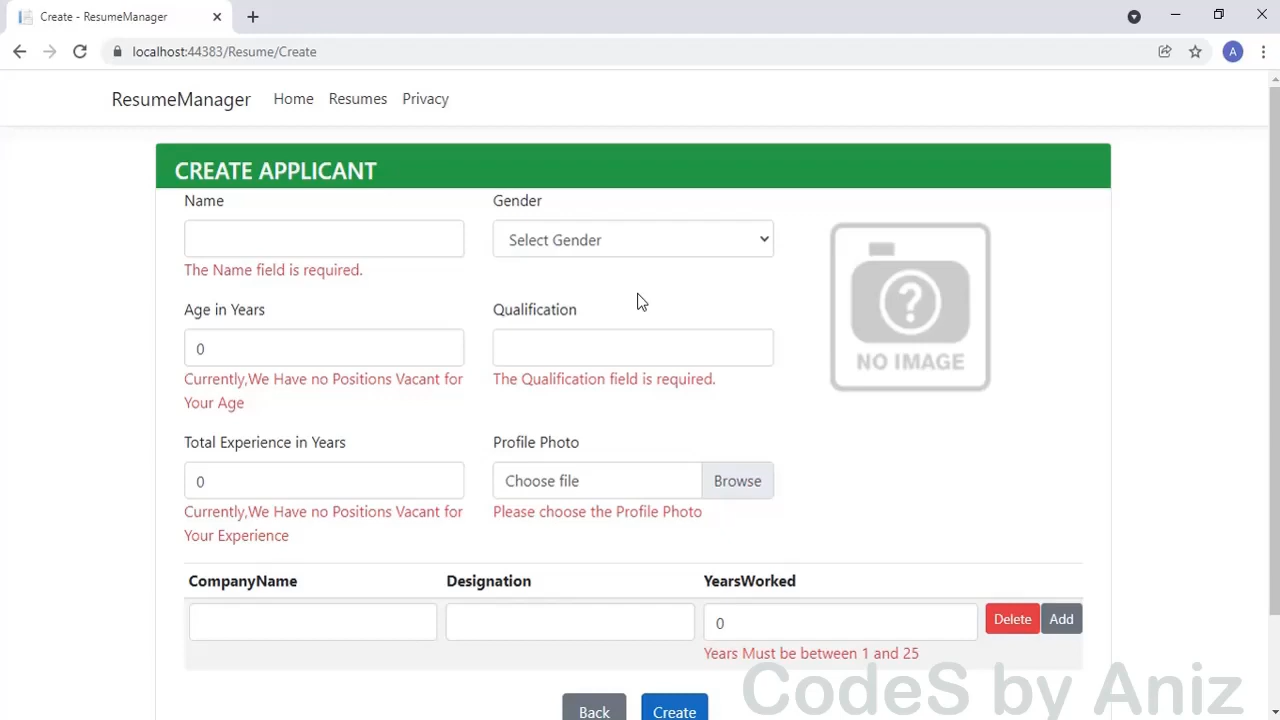 Create - ResumeManager
localhost:44383/Resume/Create
A
ResumeManager Home Resumes Privacy
CREATE APPLICANT
Name
Gender
Select Gender
The Name field is required.
NO IMAGE
Age in Years
Qualification
0
Currently,We Have no Positions Vacant for
Your Age
The Qualification field is required.
Total Experience in Years
Profile Photo
0
Choose file Browse
Currently,We Have no Positions Vacant for
Your Experience
Please choose the Profile Photo
CompanyName Designation YearsWorked
0 Delete Add
Years Must be between 1 and 25
Back Create
CodeS by Aniz